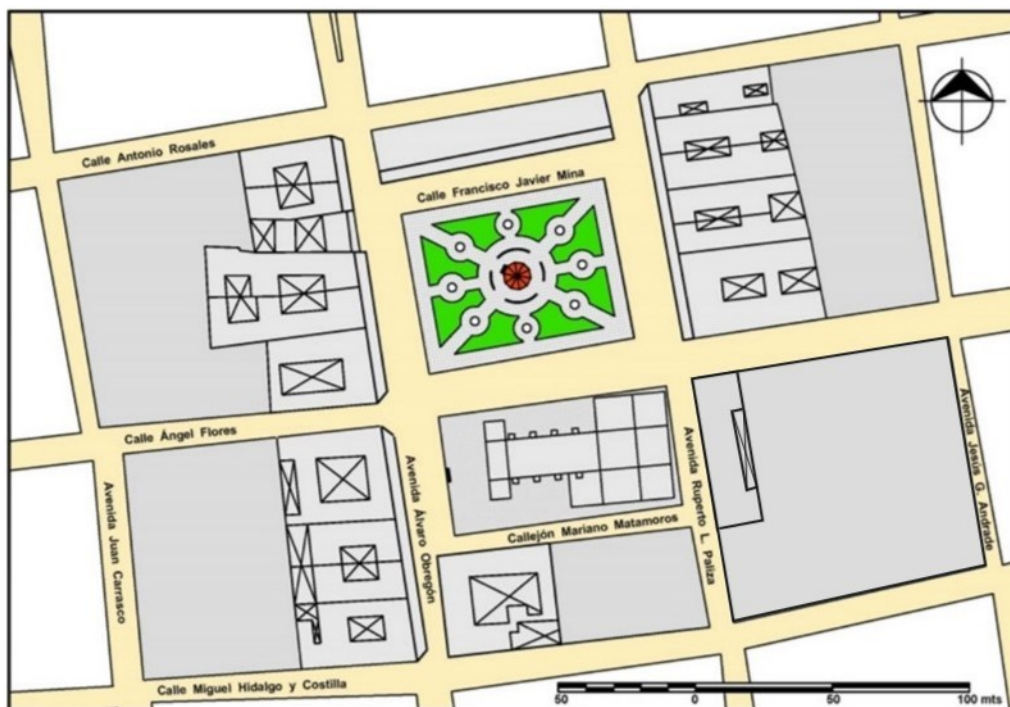 Calle Antonio Rosales
Calle Francisco Javier Mina
Calle Ángel Flores
Avenida Juan Carrasco
Avenida Álvaro Obregón
Avenida Ruperto L. Paliza
Avenida Jesús G. Andrade
Callejón Mariano Matamoros
Calle Miguel Hidalgo y Costilla
50 0 50 100 mts